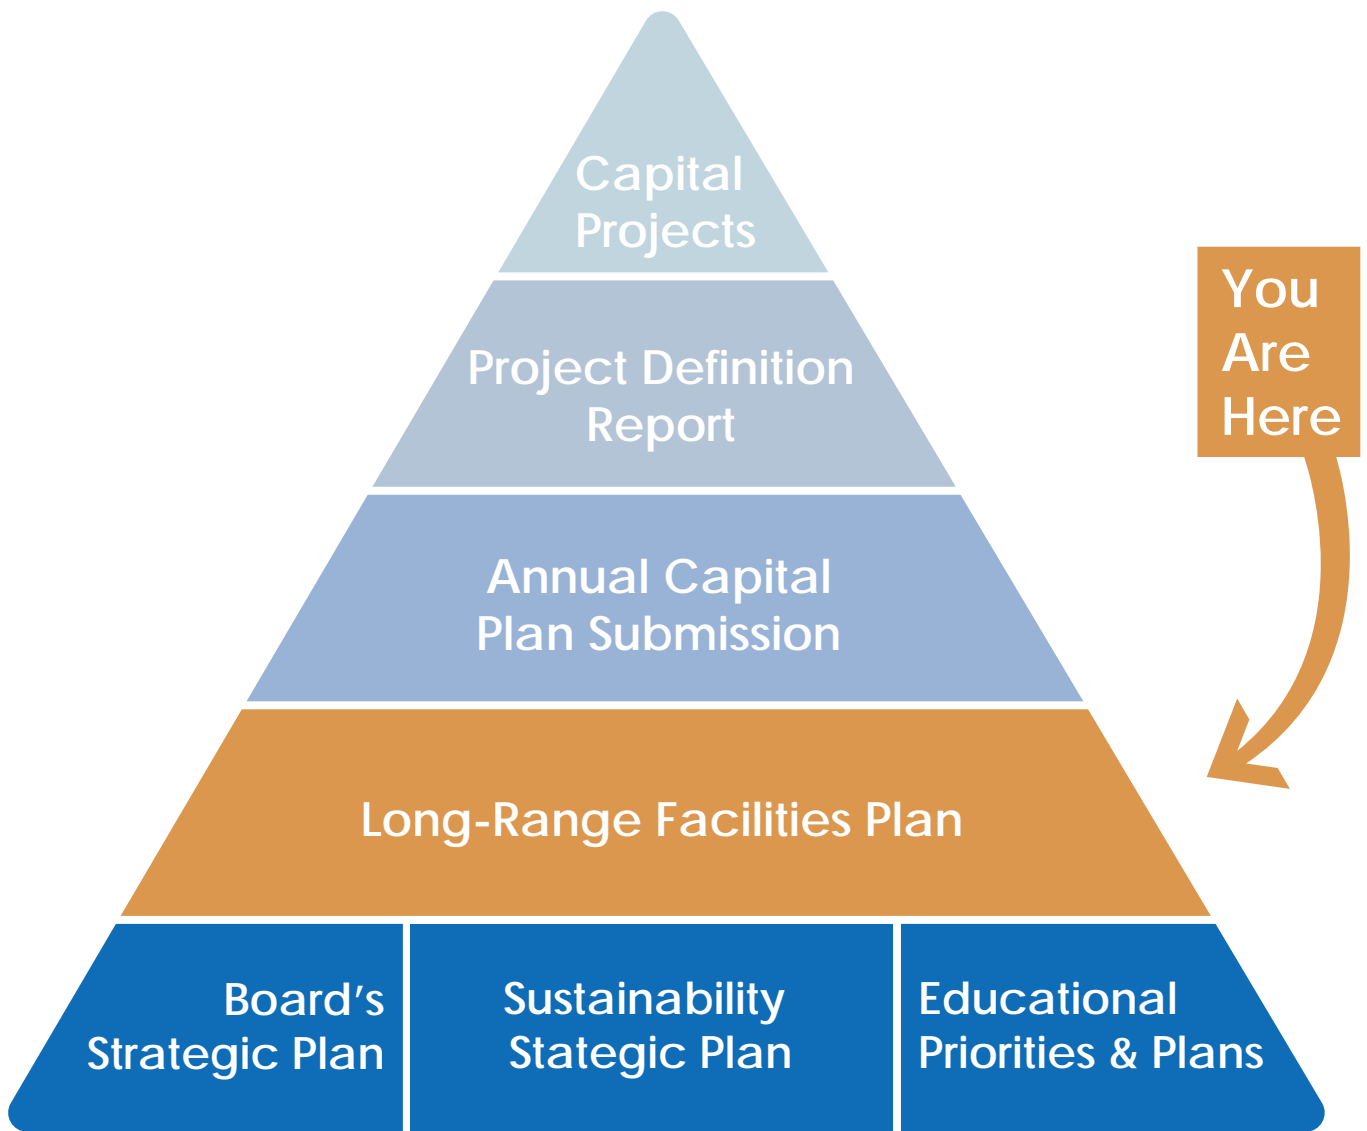 Capital
Projects
You
Are
Here
Project Definition
Report
Annual Capital
Plan Submission
Long-Range Facilities Plan
Board’s
Strategic Plan
Sustainability
Stategic Plan
Educational
Priorities & Plans